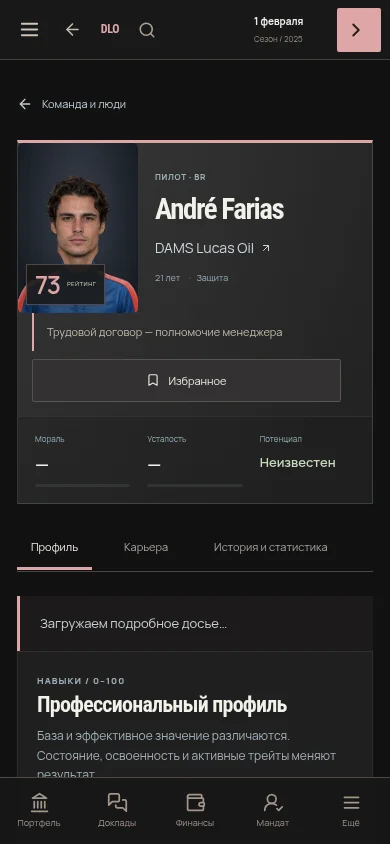 DLO
1 февраля
Сезон / 2025
Команда и люди
ПИЛОТ · BR
André Farias
DAMS Lucas Oil
21 лет · Защита
73 РЕЙТИНГ
Трудовой договор — полномочие менеджера
Избранное
Мораль
Усталость
Потенциал
—
—
Неизвестен
Профиль
Карьера
История и статистика
Загружаем подробное досье…
НАВЫКИ / 0–100
Профессиональный профиль
База и эффективное значение различаются.
Состояние, освоенность и активные трейты меняют
результат.
Портфель
Доклады
Финансы
Мандат
Ещё